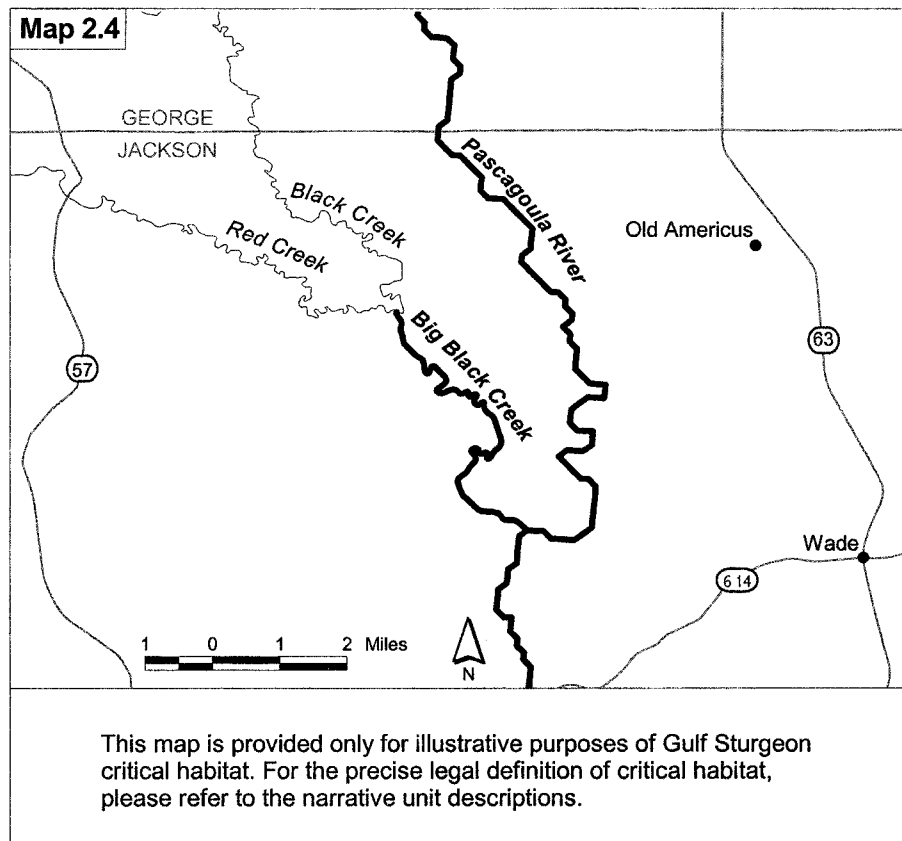 Map 2.4
GEORGE
JACKSON
Pascagoula River
Black Creek
Old Americus
Red Creek
Big Black Creek
63
57
Wade
614
1 0 1 2 Miles
N
This map is provided only for illustrative purposes of Gulf Sturgeon
critical habitat. For the precise legal definition of critical habitat,
please refer to the narrative unit descriptions.